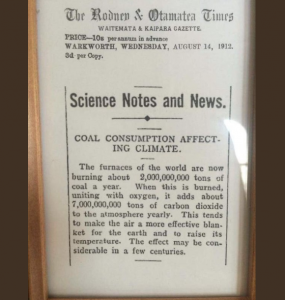 The Rodney & Otamatea Times
WAITEMATA & KAIPARA GAZETTE.
PRICE—10s per annum in advance
WARKWORTH, WEDNESDAY, AUGUST 14, 1912.
3d per Copy.
Science Notes and News.
COAL CONSUMPTION AFFECT-
ING CLIMATE.
The furnaces of the world are now
burning about 2,000,000,000 tons of
coal a year. When this is burned,
uniting with oxygen, it adds about
7,000,000,000 tons of carbon dioxide
to the atmosphere yearly. This tends
to make the air a more effective blan-
ket for the earth and to raise its
temperature. The effect may be con-
siderable in a few centuries.